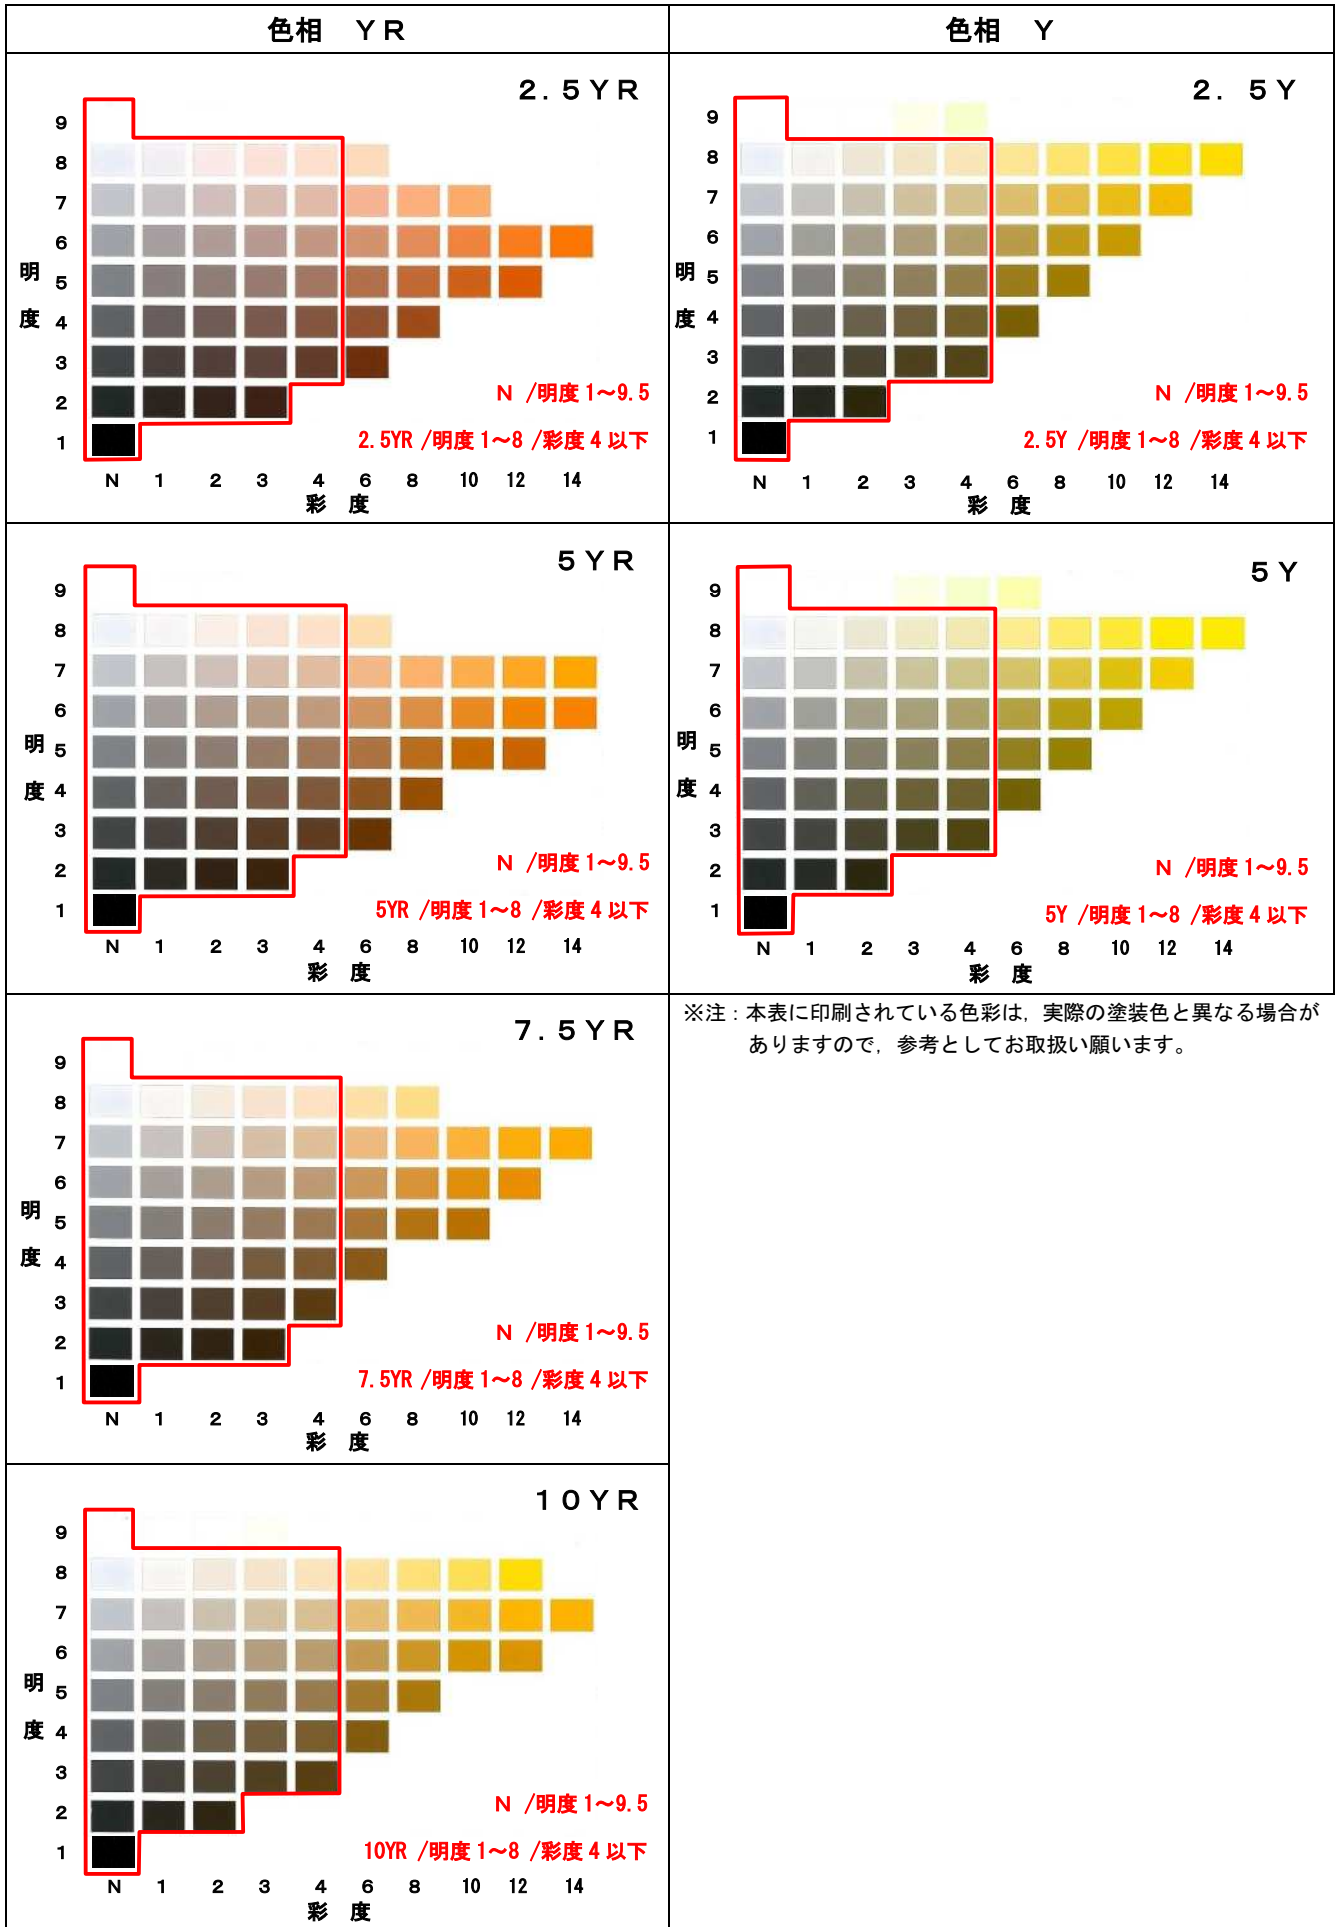 色相　ＹＲ
2.5ＹＲ
9
8
7
6
明 5
度 4
3
2
1
N /明度1～9.5
2.5YR /明度1～8 /彩度4以下
N 1 2 3 4 6 8 10 12 14
彩 度
5ＹＲ
9
8
7
6
明 5
度 4
3
2
1
N /明度1～9.5
5YR /明度1～8 /彩度4以下
N 1 2 3 4 6 8 10 12 14
彩 度
7.5ＹＲ
9
8
7
6
明 5
度 4
3
2
1
N /明度1～9.5
7.5YR /明度1～8 /彩度4以下
N 1 2 3 4 6 8 10 12 14
彩 度
10ＹＲ
9
8
7
6
明 5
度 4
3
2
1
N /明度1～9.5
10YR /明度1～8 /彩度4以下
N 1 2 3 4 6 8 10 12 14
彩 度
色相　Ｙ
2.5Ｙ
9
8
7
6
明 5
度 4
3
2
1
N /明度1～9.5
2.5Y /明度1～8 /彩度4以下
N 1 2 3 4 6 8 10 12 14
彩 度
5Ｙ
9
8
7
6
明 5
度 4
3
2
1
N /明度1～9.5
5Y /明度1～8 /彩度4以下
N 1 2 3 4 6 8 10 12 14
彩 度
※注：本表に印刷されている色彩は，実際の塗装色と異なる場合が
ありますので，参考としてお取扱い願います。